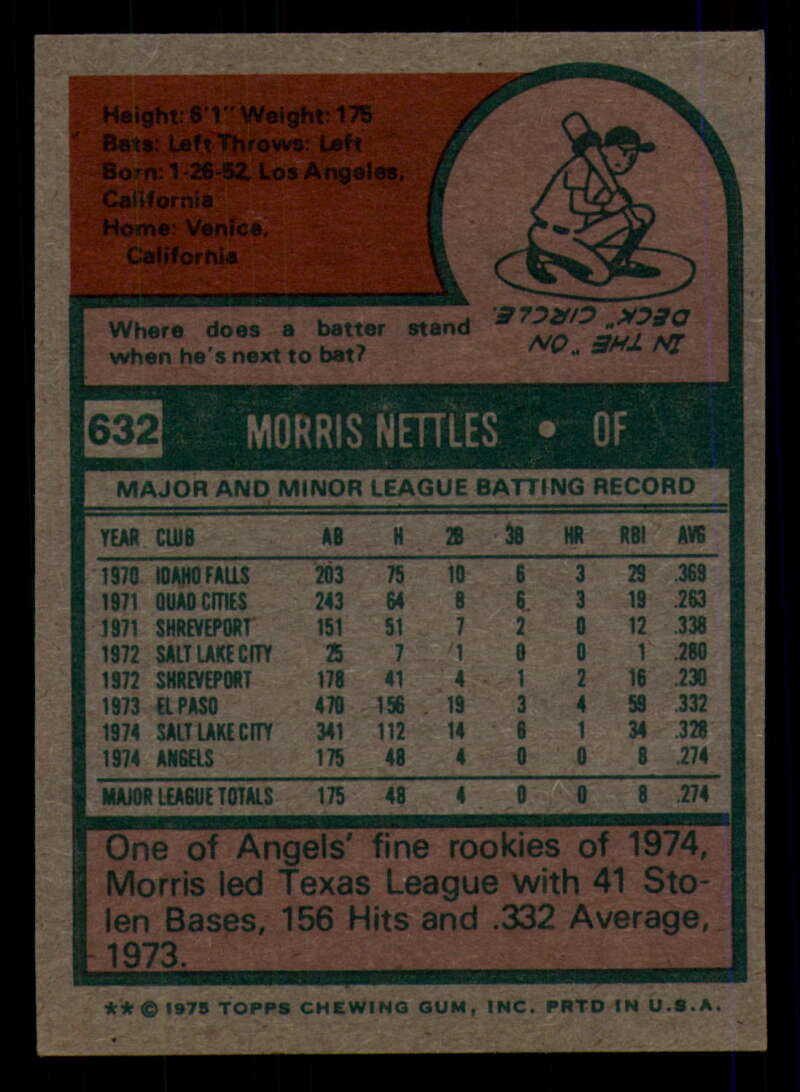 Height: 6'1" Weight: 175
Bats: Left Throws: Left
Born: 1-26-52, Los Angeles,
California
Home: Venice,
California
Where does a batter stand
when he's next to bat?
IN THE "ON
DECK" CIRCLE.
632 MORRIS NETTLES • OF
MAJOR AND MINOR LEAGUE BATTING RECORD
YEAR CLUB AB H 2B 3B HR RBI AVG
1970 IDAHO FALLS 203 75 10 6 3 29 .369
1971 QUAD CITIES 243 64 8 6 3 19 .263
1971 SHREVEPORT 151 51 7 2 0 12 .338
1972 SALT LAKE CITY 25 7 1 0 0 1 .280
1972 SHREVEPORT 178 41 4 1 2 16 .230
1973 EL PASO 470 156 19 3 4 59 .332
1974 SALT LAKE CITY 341 112 14 6 1 34 .328
1974 ANGELS 175 48 4 0 0 8 .274
MAJOR LEAGUE TOTALS 175 48 4 0 0 8 .274
One of Angels' fine rookies of 1974,
Morris led Texas League with 41 Sto-
len Bases, 156 Hits and .332 Average,
1973.
** © 1975 TOPPS CHEWING GUM, INC. PRTD IN U.S.A.